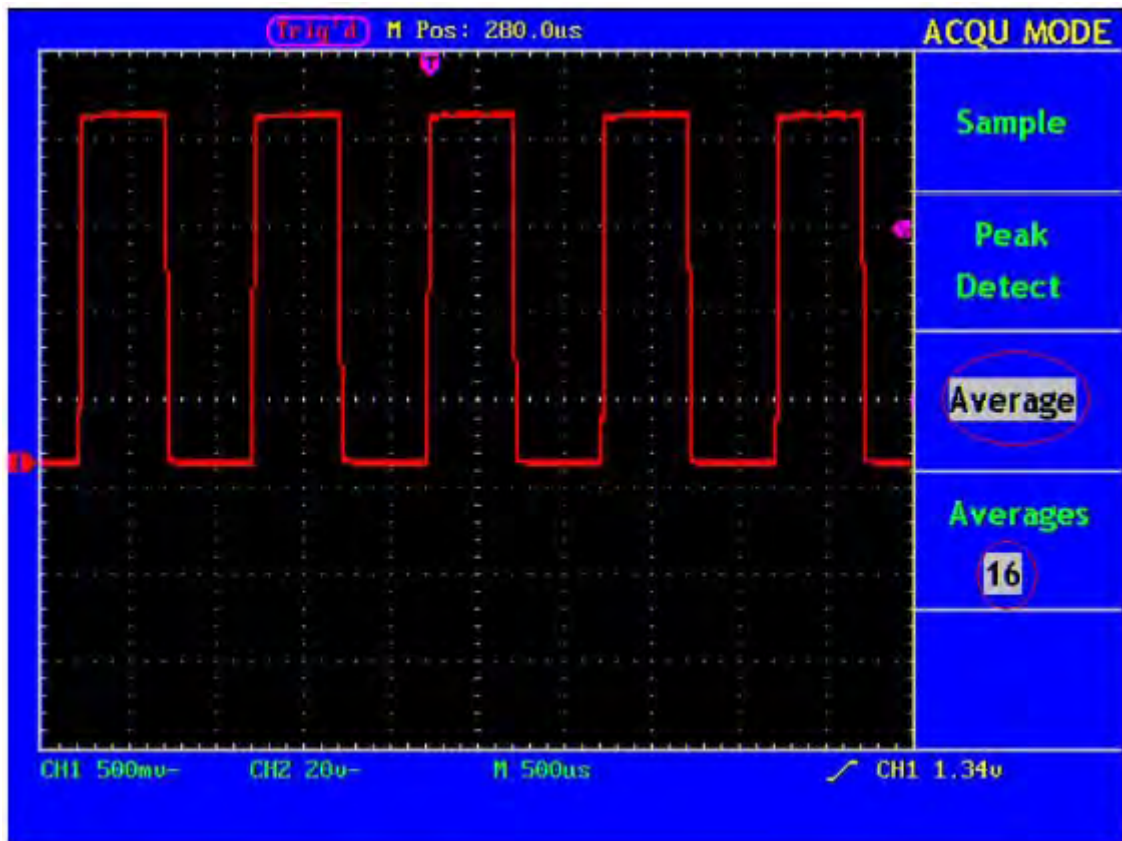 Trig'd M Pos: 280.0us
ACQU MODE
T
Sample
Peak
Detect
Average
Averages
16
1
CH1 500mv- CH2 20v- M 500us CH1 1.34v